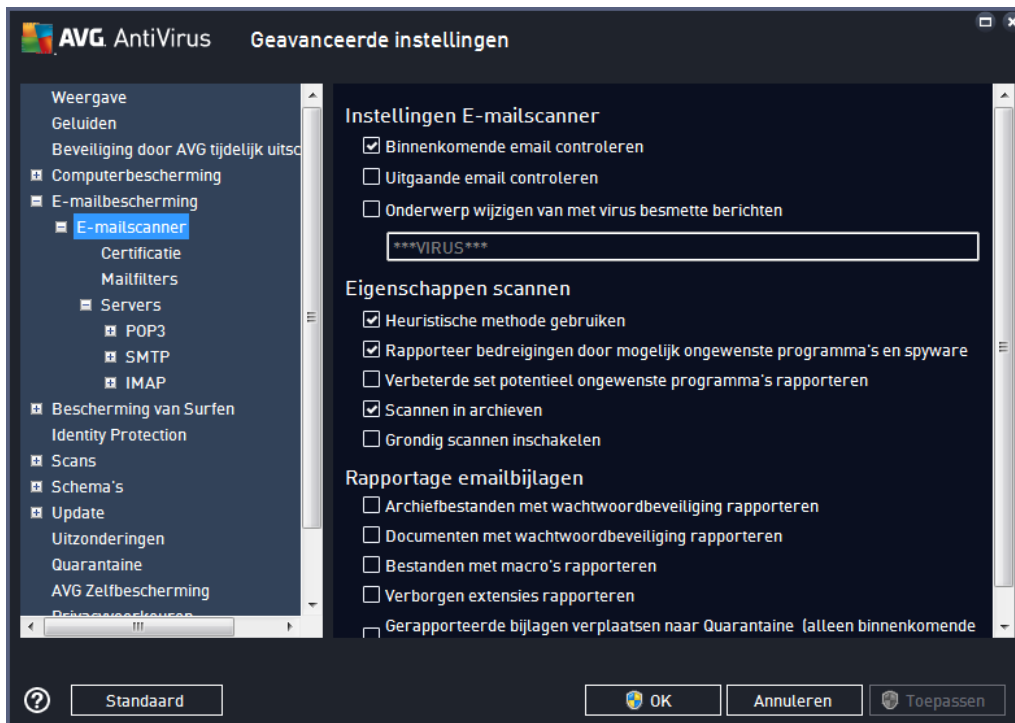 AVG. AntiVirus Geavanceerde instellingen
Weergave
Geluiden
Beveiliging door AVG tijdelijk uitsc
Computerbescherming
E-mailbescherming
E-mailscanner
Certificatie
Mailfilters
Servers
POP3
SMTP
IMAP
Bescherming van Surfen
Identity Protection
Scans
Schema's
Update
Uitzonderingen
Quarantaine
AVG Zelfbescherming
Privacyvoorkeuren
Instellingen E-mailscanner
Binnenkomende email controleren
Uitgaande email controleren
Onderwerp wijzigen van met virus besmette berichten
***VIRUS***
Eigenschappen scannen
Heuristische methode gebruiken
Rapporteer bedreigingen door mogelijk ongewenste programma's en spyware
Verbeterde set potentieel ongewenste programma's rapporteren
Scannen in archieven
Grondig scannen inschakelen
Rapportage emailbijlagen
Archiefbestanden met wachtwoordbeveiliging rapporteren
Documenten met wachtwoordbeveiliging rapporteren
Bestanden met macro's rapporteren
Verborgen extensies rapporteren
Gerapporteerde bijlagen verplaatsen naar Quarantaine (alleen binnenkomende
? Standaard OK Annuleren Toepassen